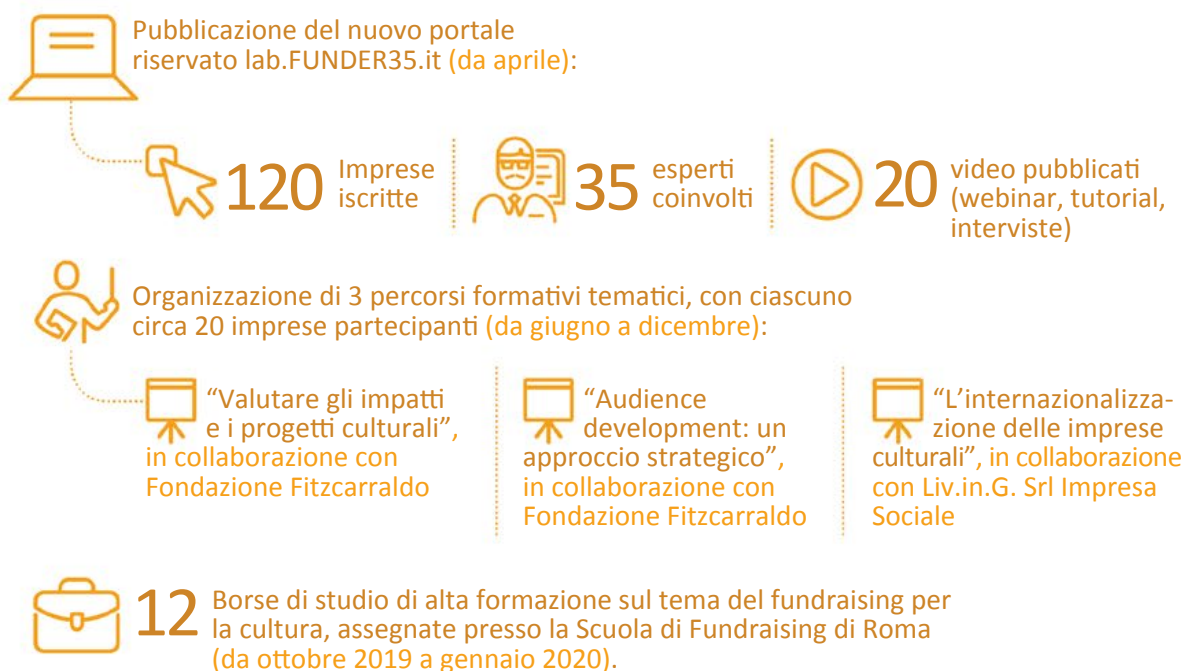 Pubblicazione del nuovo portale
riservato lab.FUNDER35.it (da aprile):
120 Imprese
iscritte
35 esperti
coinvolti
20 video pubblicati
(webinar, tutorial,
interviste)
Organizzazione di 3 percorsi formativi tematici, con ciascuno
circa 20 imprese partecipanti (da giugno a dicembre):
“Valutare gli impatti
e i progetti culturali”,
in collaborazione con
Fondazione Fitzcarraldo
“Audience
development: un
approccio strategico”,
in collaborazione con
Fondazione Fitzcarraldo
“L’internazionalizza-
zione delle imprese
culturali”, in collaborazione
con Liv.in.G. Srl Impresa
Sociale
12 Borse di studio di alta formazione sul tema del fundraising per
la cultura, assegnate presso la Scuola di Fundraising di Roma
(da ottobre 2019 a gennaio 2020).